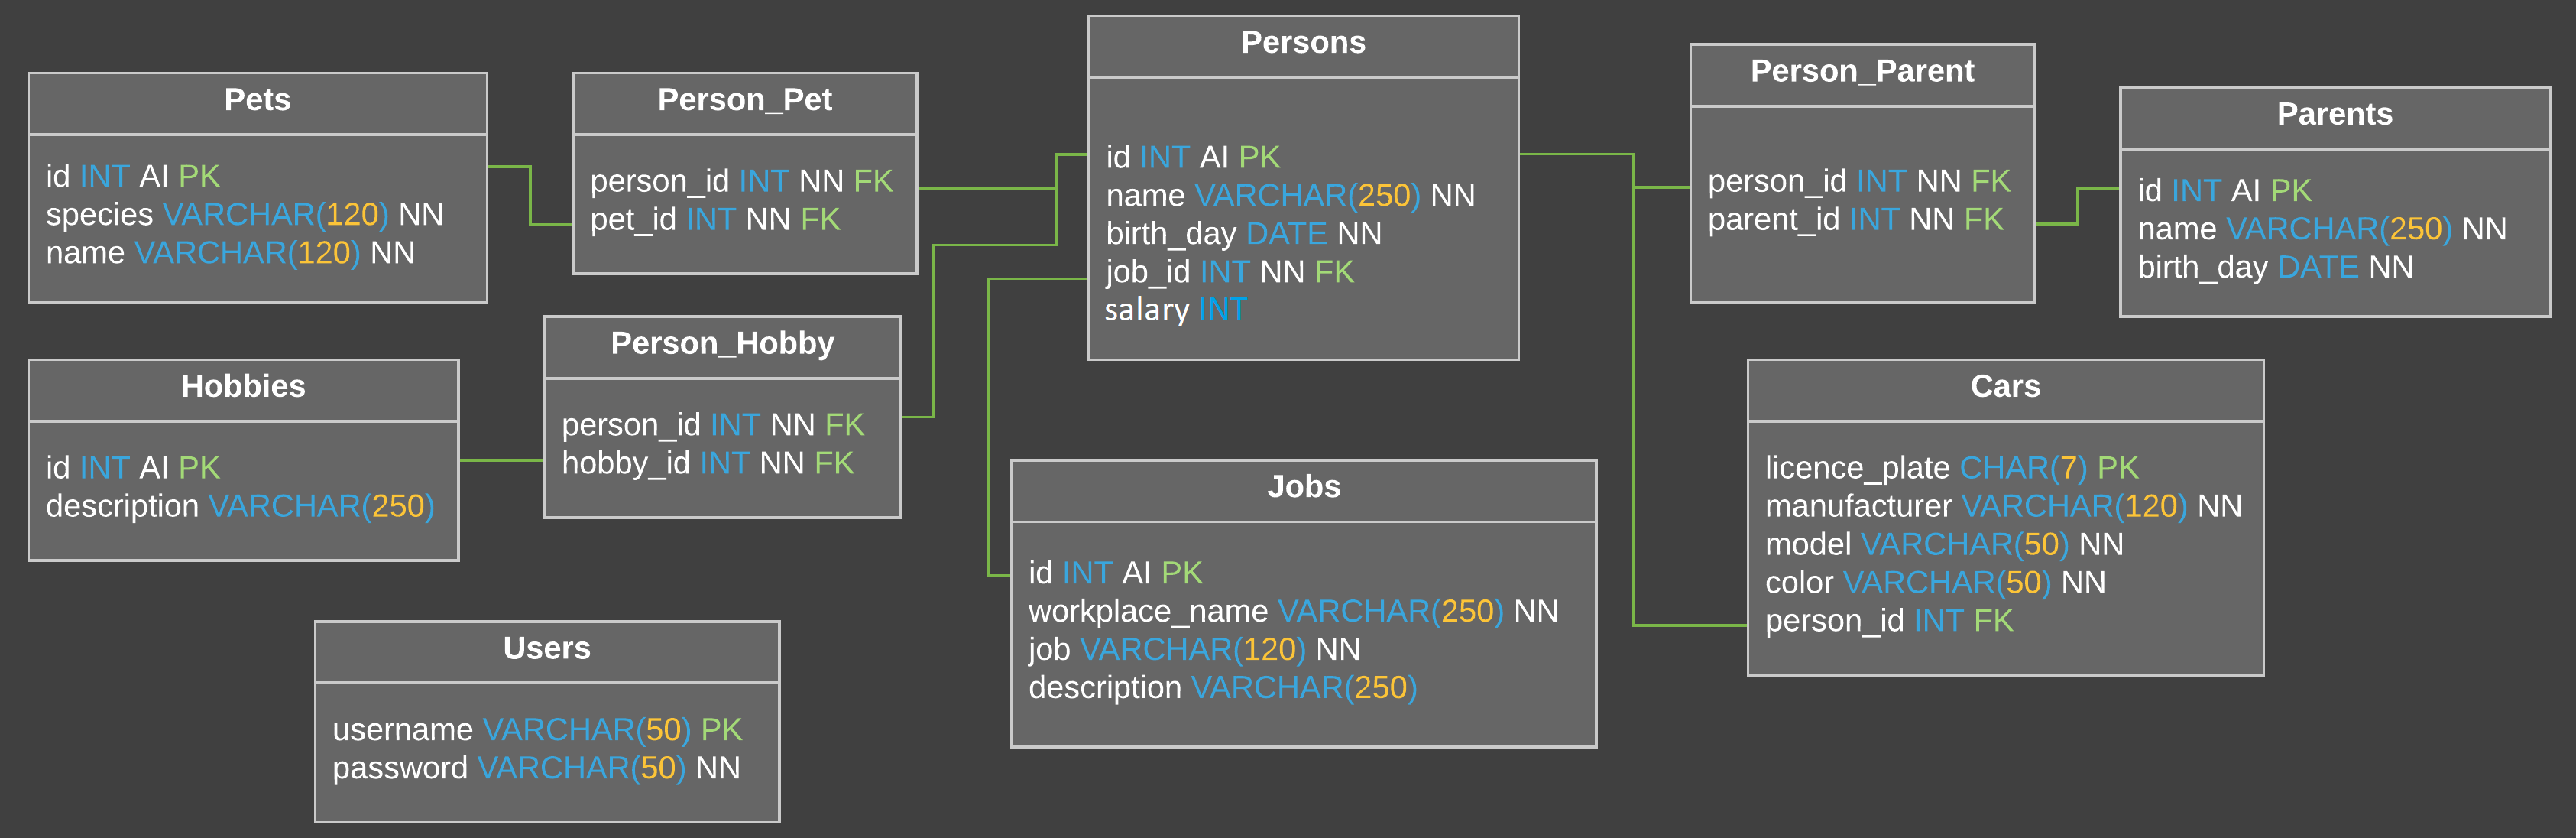 Pets
id INT AI PK
species VARCHAR(120) NN
name VARCHAR(120) NN
Person_Pet
person_id INT NN FK
pet_id INT NN FK
Persons
id INT AI PK
name VARCHAR(250) NN
birth_day DATE NN
job_id INT NN FK
salary INT
Person_Parent
person_id INT NN FK
parent_id INT NN FK
Parents
id INT AI PK
name VARCHAR(250) NN
birth_day DATE NN
Hobbies
id INT AI PK
description VARCHAR(250)
Person_Hobby
person_id INT NN FK
hobby_id INT NN FK
Jobs
id INT AI PK
workplace_name VARCHAR(250) NN
job VARCHAR(120) NN
description VARCHAR(250)
Cars
licence_plate CHAR(7) PK
manufacturer VARCHAR(120) NN
model VARCHAR(50) NN
color VARCHAR(50) NN
person_id INT FK
Users
username VARCHAR(50) PK
password VARCHAR(50) NN